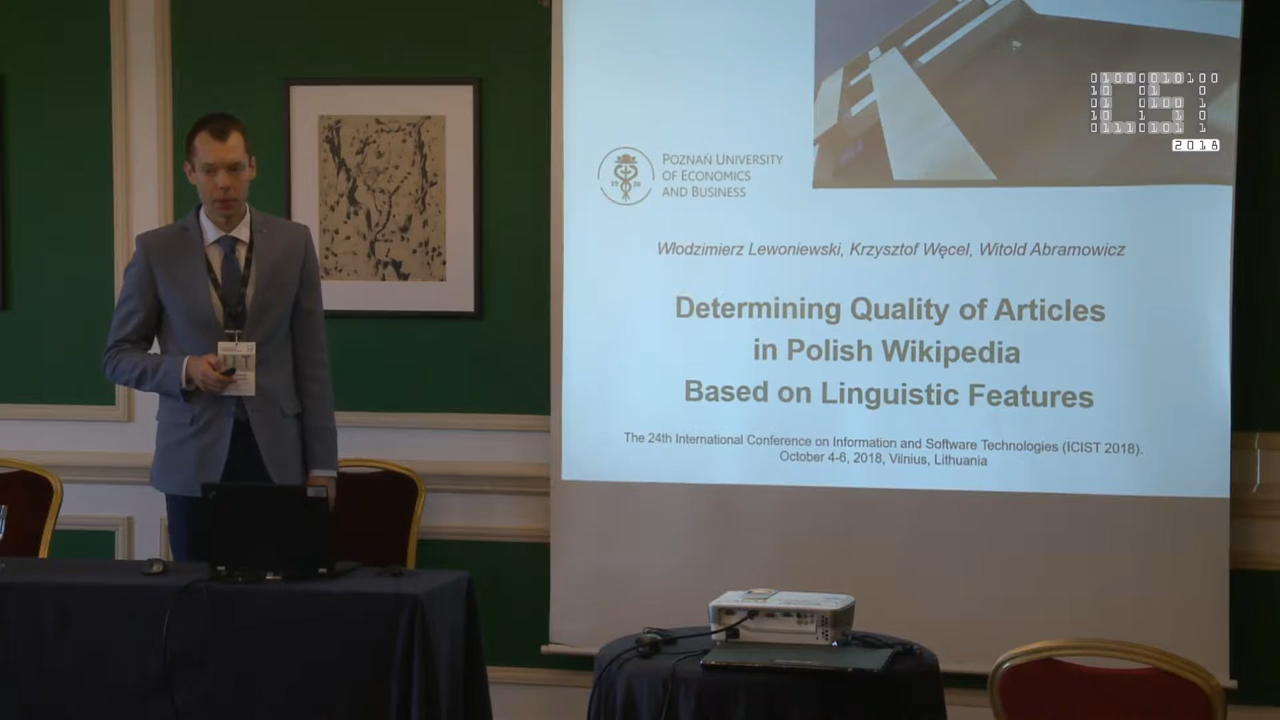 POZNAŃ UNIVERSITY
OF ECONOMICS
AND BUSINESS
19 26
Włodzimierz Lewoniewski, Krzysztof Węcel, Witold Abramowicz
Determining Quality of Articles
in Polish Wikipedia
Based on Linguistic Features
The 24th International Conference on Information and Software Technologies (ICIST 2018).
October 4-6, 2018, Vilnius, Lithuania
2018